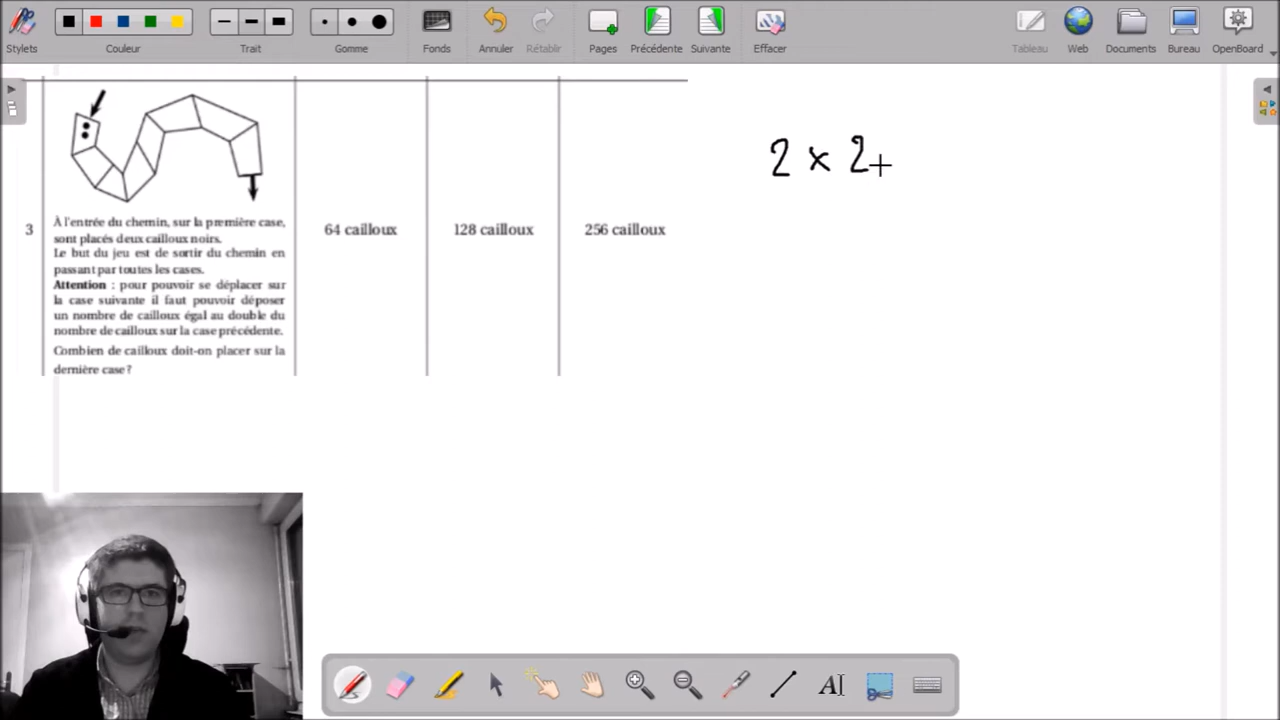 Stylets
Couleur
Trait
Gomme
Fonds
Annuler
Rétablir
Pages
Précédente
Suivante
Effacer
Tableau
Web
Documents
Bureau
OpenBoard
2 × 2
3
À l'entrée du chemin, sur la première case,
sont placés deux cailloux noirs.
Le but du jeu est de sortir du chemin en
passant par toutes les cases.
Attention : pour pouvoir se déplacer sur
la case suivante il faut pouvoir déposer
un nombre de cailloux égal au double du
nombre de cailloux sur la case précédente.
Combien de cailloux doit-on placer sur la
dernière case ?
64 cailloux
128 cailloux
256 cailloux
AI